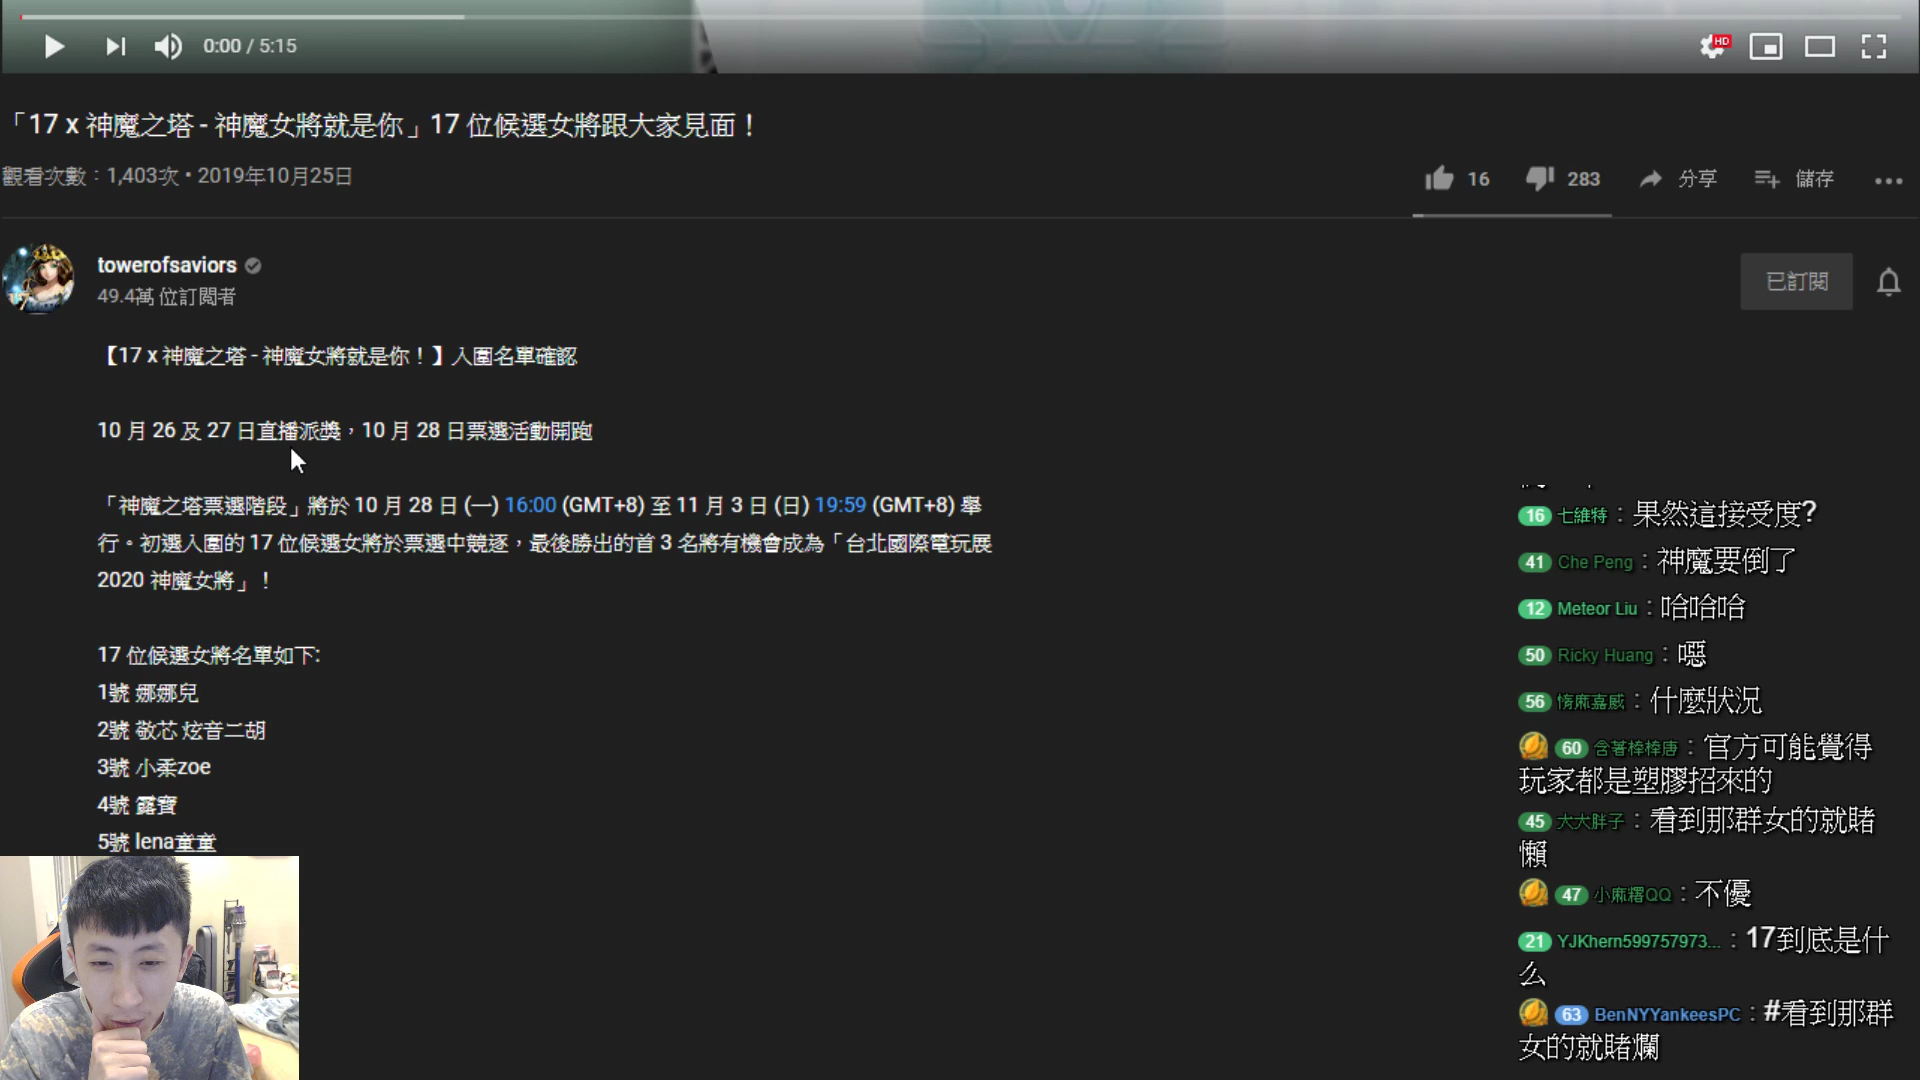 0:00 / 5:15
HD
「17 x 神魔之塔 - 神魔女將就是你」17 位候選女將跟大家見面！
觀看次數：1,403次 • 2019年10月25日
16
283
分享
儲存
towerofsaviors
49.4萬 位訂閱者
已訂閱
【17 x 神魔之塔 - 神魔女將就是你！】入圍名單確認
10 月 26 及 27 日直播派獎，10 月 28 日票選活動開跑
「神魔之塔票選階段」將於 10 月 28 日 (一) 16:00 (GMT+8) 至 11 月 3 日 (日) 19:59 (GMT+8) 舉
行。初選入圍的 17 位候選女將於票選中競逐，最後勝出的首 3 名將有機會成為「台北國際電玩展
2020 神魔女將」！
17 位候選女將名單如下:
1號 娜娜兒
2號 敬芯 炫音二胡
3號 小柔zoe
4號 露寶
5號 lena童童
16 七維特：果然這接受度?
41 Che Peng：神魔要倒了
12 Meteor Liu：哈哈哈
50 Ricky Huang：噁
56 惰麻嘉威：什麼狀況
60 含著棒棒唐：官方可能覺得
玩家都是塑膠招來的
45 大大胖子：看到那群女的就賭
懶
47 小麻糬QQ：不優
21 YJKhern599757973...：17到底是什
么
63 BenNYYankeesPC：#看到那群
女的就賭爛